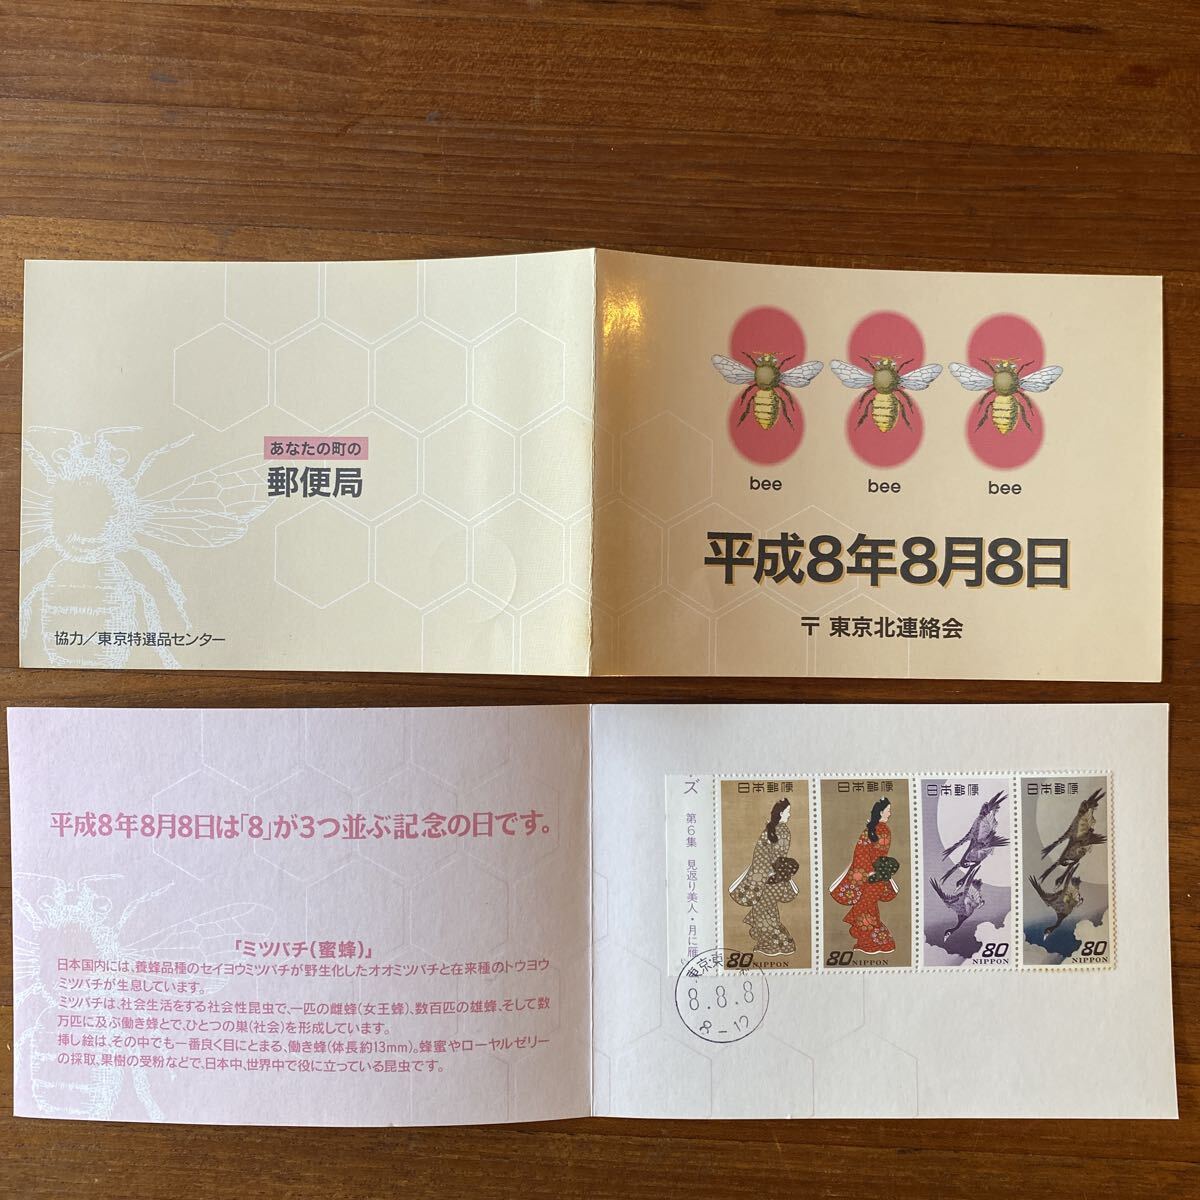 あなたの町の
郵便局
協力／東京特選品センター
bee
bee
bee
平成8年8月8日
〒 東京北連絡会
平成8年8月8日は「8」が3つ並ぶ記念の日です。
「ミツバチ(蜜蜂)」
日本国内には、養蜂品種のセイヨウミツバチが野生化したオオミツバチと在来種のトウヨウ
ミツバチが生息しています。
ミツバチは、社会生活をする社会性昆虫で、一匹の雌蜂(女王蜂)、数百匹の雄蜂、そして数
万匹に及ぶ働き蜂とで、ひとつの巣(社会)を形成しています。
挿し絵は、その中でも一番良く目にとまる、働き蜂(体長約13mm)。蜂蜜やローヤルゼリー
の採取、果樹の受粉などで、日本中、世界中で役に立っている昆虫です。
ズ 第6集 見返り美人・月に雁
日本郵便
80 NIPPON
日本郵便
80 NIPPON
日本郵便
80 NIPPON
日本郵便
80 NIPPON
東京
8.8.8
8-12